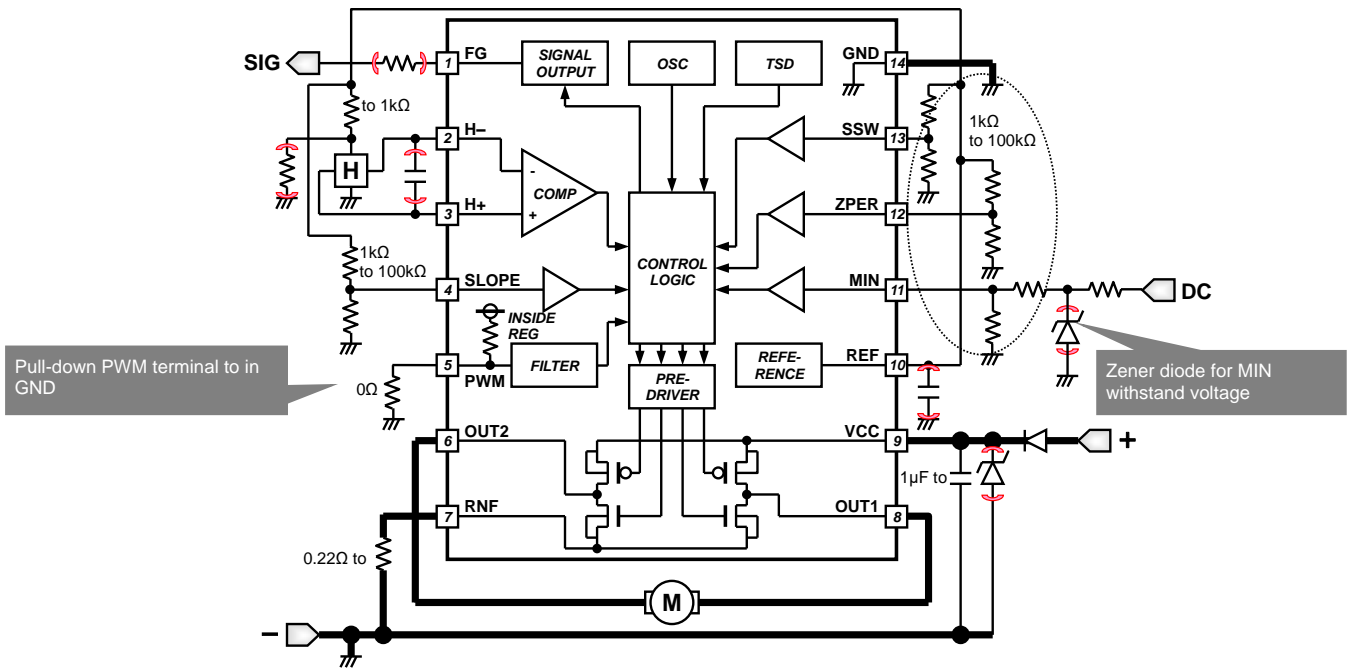 SIG
1
FG
SIGNAL
OUTPUT
OSC
TSD
GND
14
to 1kΩ
2
H–
H
COMP
-
+
3
H+
SSW
13
1kΩ
to 100kΩ
ZPER
12
1kΩ
to 100kΩ
4
SLOPE
CONTROL
LOGIC
MIN
11
DC
INSIDE
REG
Pull-down PWM terminal to in
GND
0Ω
5
PWM
FILTER
PRE-
DRIVER
REFE-
RENCE
REF
10
Zener diode for MIN
withstand voltage
6
OUT2
VCC
9
+
1µF to
7
RNF
OUT1
8
0.22Ω to
M
–